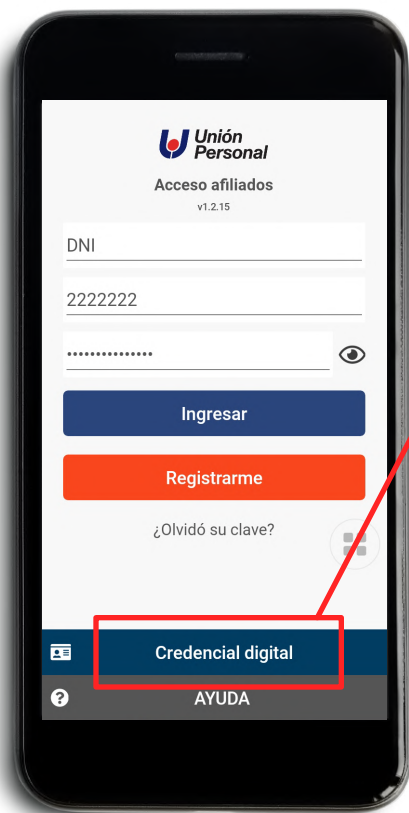 Unión
Personal
Acceso afiliados
v1.2.15
DNI
2222222
•••••••••••••••
Ingresar
Registrarme
¿Olvidó su clave?
Credencial digital
AYUDA